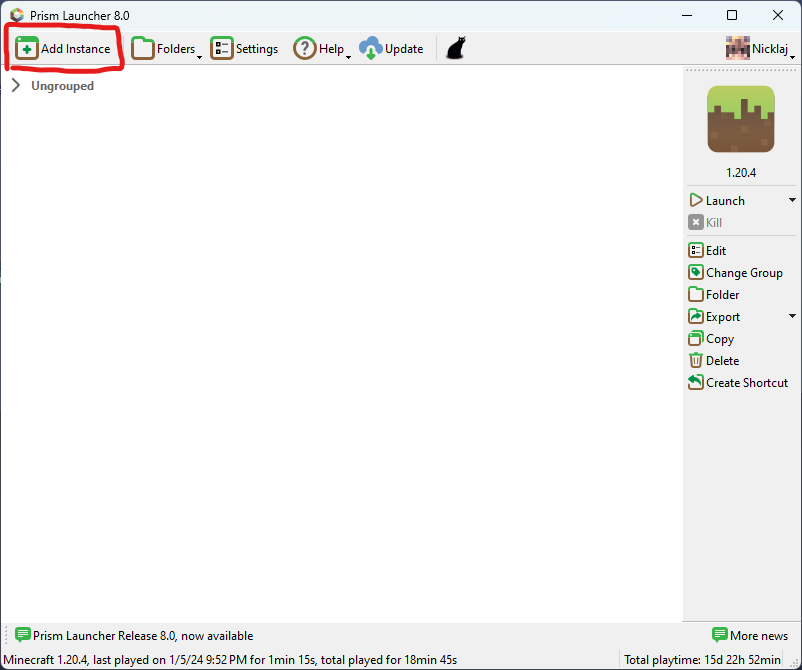 Prism Launcher 8.0
Add Instance Folders Settings Help Update Nicklaj
Ungrouped
1.20.4
Launch
Kill
Edit
Change Group
Folder
Export
Copy
Delete
Create Shortcut
Prism Launcher Release 8.0, now available More news
Minecraft 1.20.4, last played on 1/5/24 9:52 PM for 1min 15s, total played for 18min 45s Total playtime: 15d 22h 52min